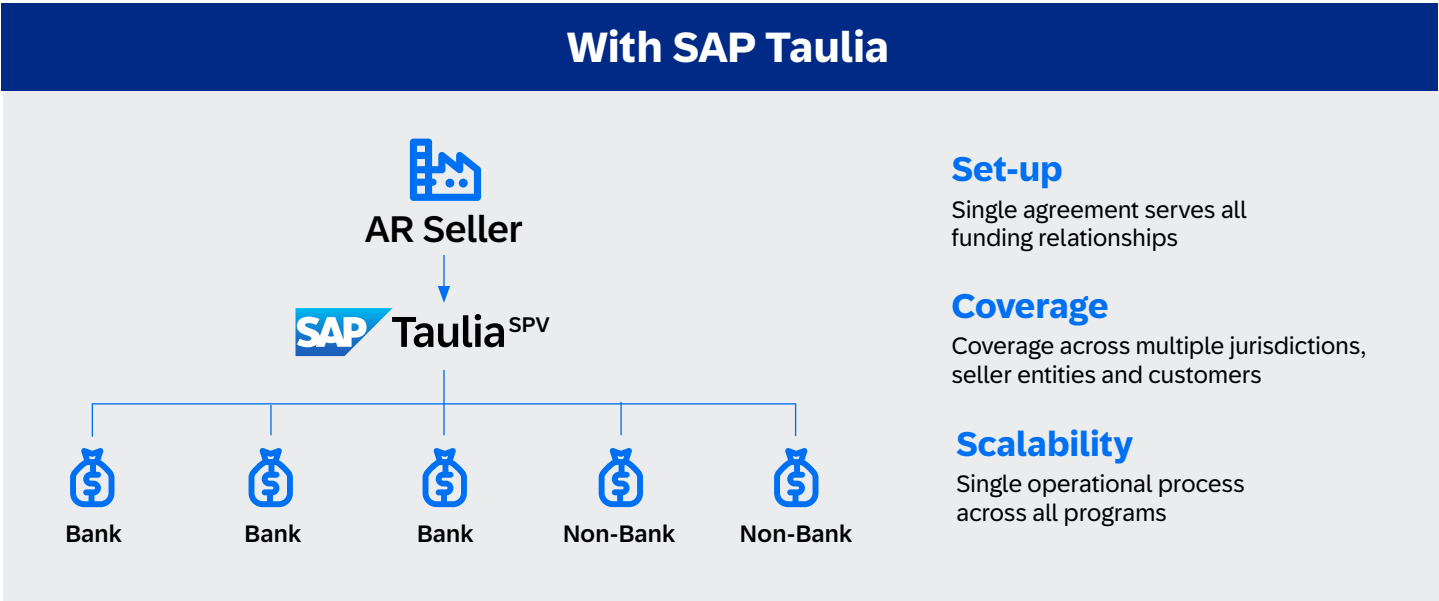 With SAP Taulia
AR Seller
SAP Taulia SPV
Bank
Bank
Bank
Non-Bank
Non-Bank
Set-up
Single agreement serves all
funding relationships
Coverage
Coverage across multiple jurisdictions,
seller entities and customers
Scalability
Single operational process
across all programs